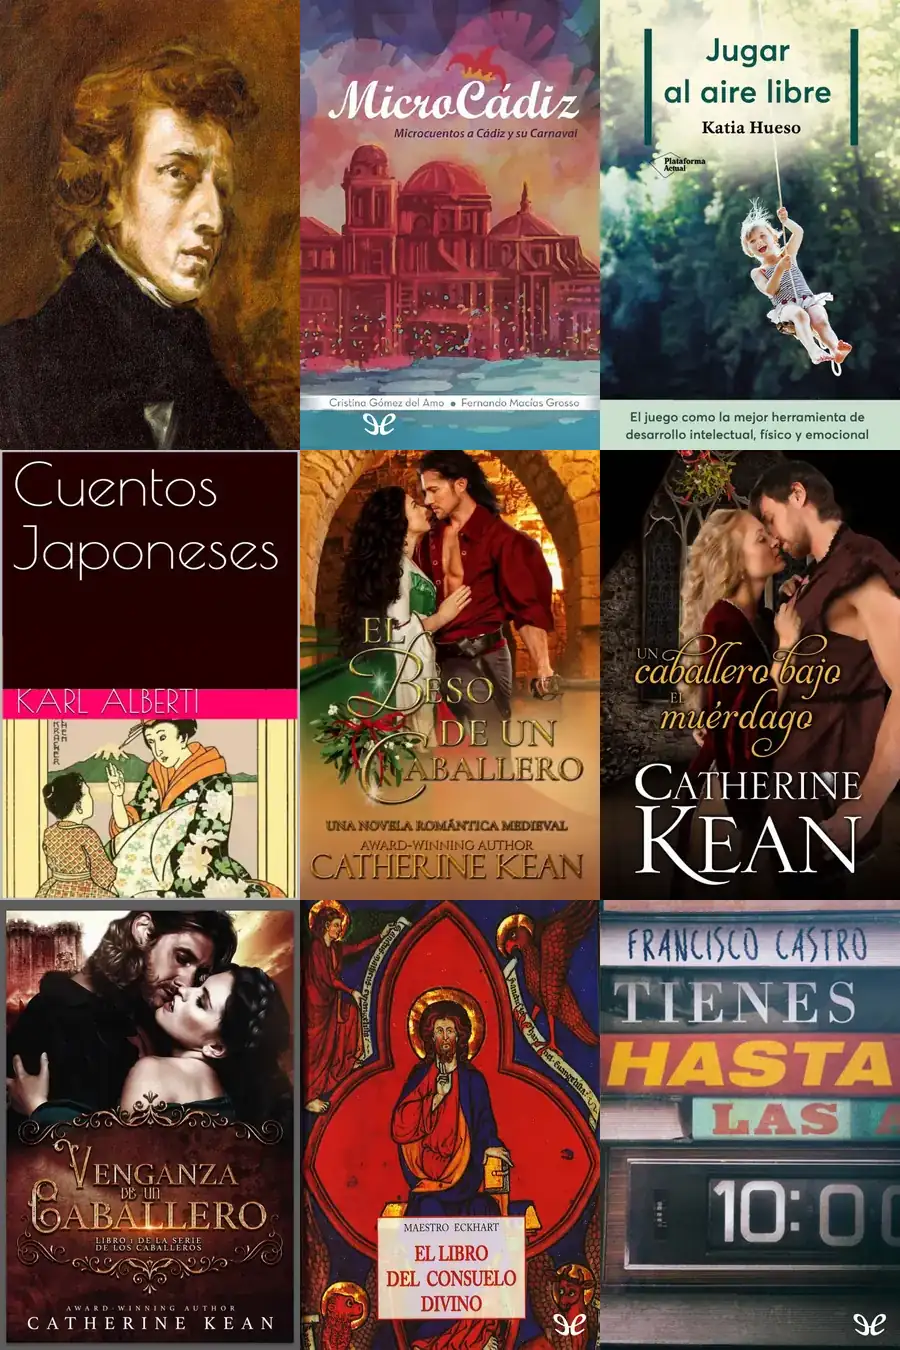 MicroCádiz
Microcuentos a Cádiz y su Carnaval
Cristina Gómez del Amo • Fernando Macías Grosso
Jugar
al aire libre
Katia Hueso
Plataforma
Actual
El juego como la mejor herramienta de
desarrollo intelectual, físico y emocional
Cuentos
Japoneses
KARL ALBERTI
EL
BESO
DE UN
CABALLERO
UNA NOVELA ROMÁNTICA MEDIEVAL
AWARD-WINNING AUTHOR
CATHERINE KEAN
UN
caballero bajo
EL
muérdago
CATHERINE
KEAN
VENGANZA
DE UN
CABALLERO
LIBRO 1 DE LA SERIE
DE LOS CABALLEROS
AWARD-WINNING AUTHOR
CATHERINE KEAN
MAESTRO ECKHART
EL LIBRO
DEL CONSUELO
DIVINO
FRANCISCO CASTRO
TIENES
HASTA
LAS
10:00